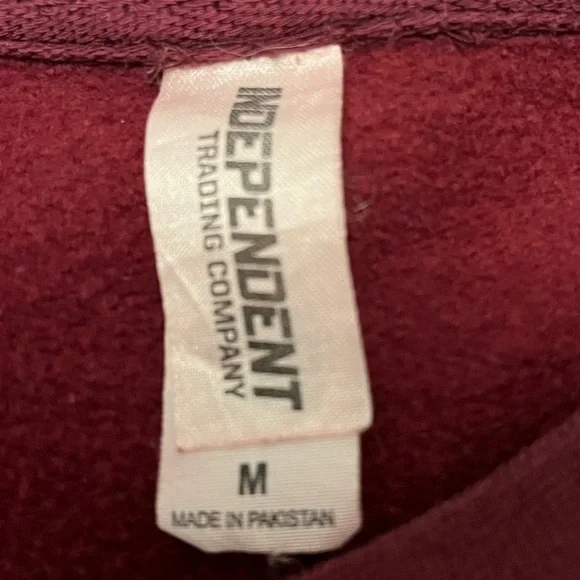 INDEPENDENT
TRADING COMPANY
M
MADE IN PAKISTAN